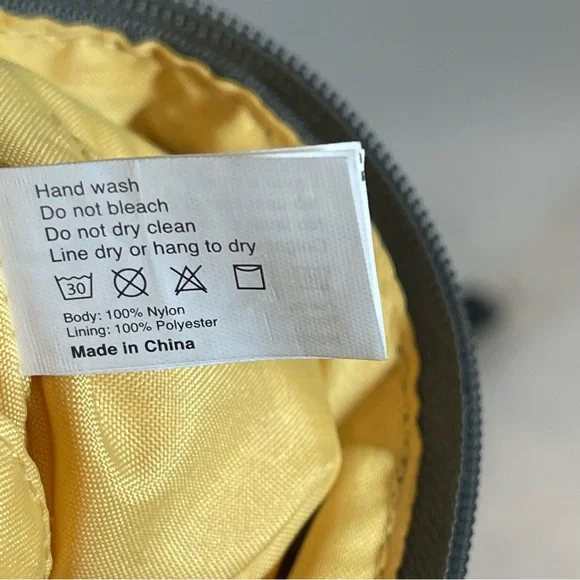 Hand wash
Do not bleach
Do not dry clean
Line dry or hang to dry
30
Body: 100% Nylon
Lining: 100% Polyester
Made in China